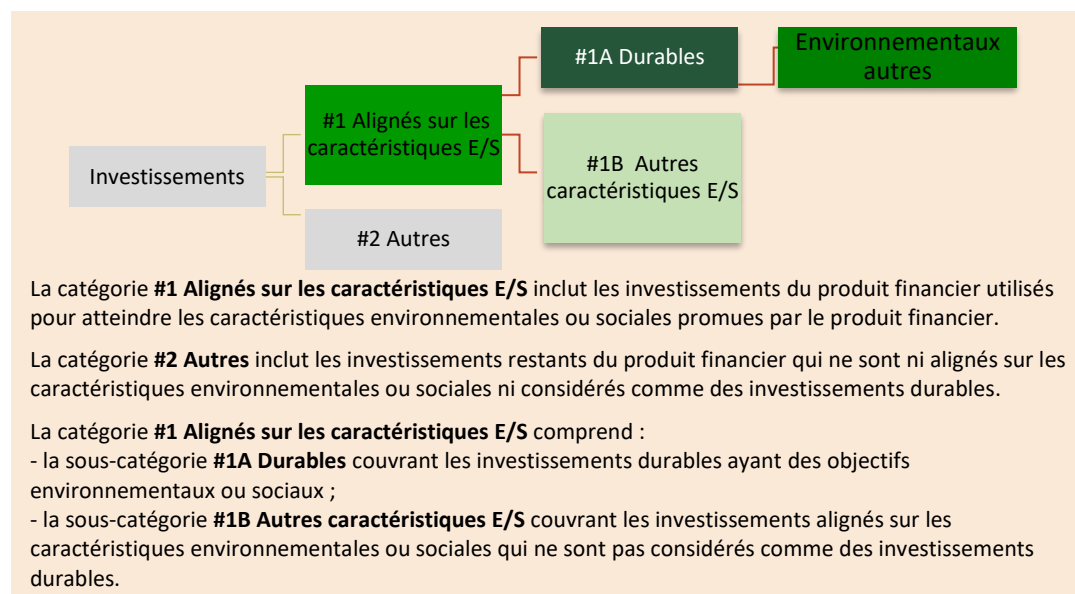 #1A Durables
Environnementaux
autres
#1 Alignés sur les
caractéristiques E/S
#1B Autres
caractéristiques E/S
Investissements
#2 Autres
La catégorie #1 Alignés sur les caractéristiques E/S inclut les investissements du produit financier utilisés
pour atteindre les caractéristiques environnementales ou sociales promues par le produit financier.
La catégorie #2 Autres inclut les investissements restants du produit financier qui ne sont ni alignés sur les
caractéristiques environnementales ou sociales ni considérés comme des investissements durables.
La catégorie #1 Alignés sur les caractéristiques E/S comprend :
- la sous-catégorie #1A Durables couvrant les investissements durables ayant des objectifs
environnementaux ou sociaux ;
- la sous-catégorie #1B Autres caractéristiques E/S couvrant les investissements alignés sur les
caractéristiques environnementales ou sociales qui ne sont pas considérés comme des investissements
durables.